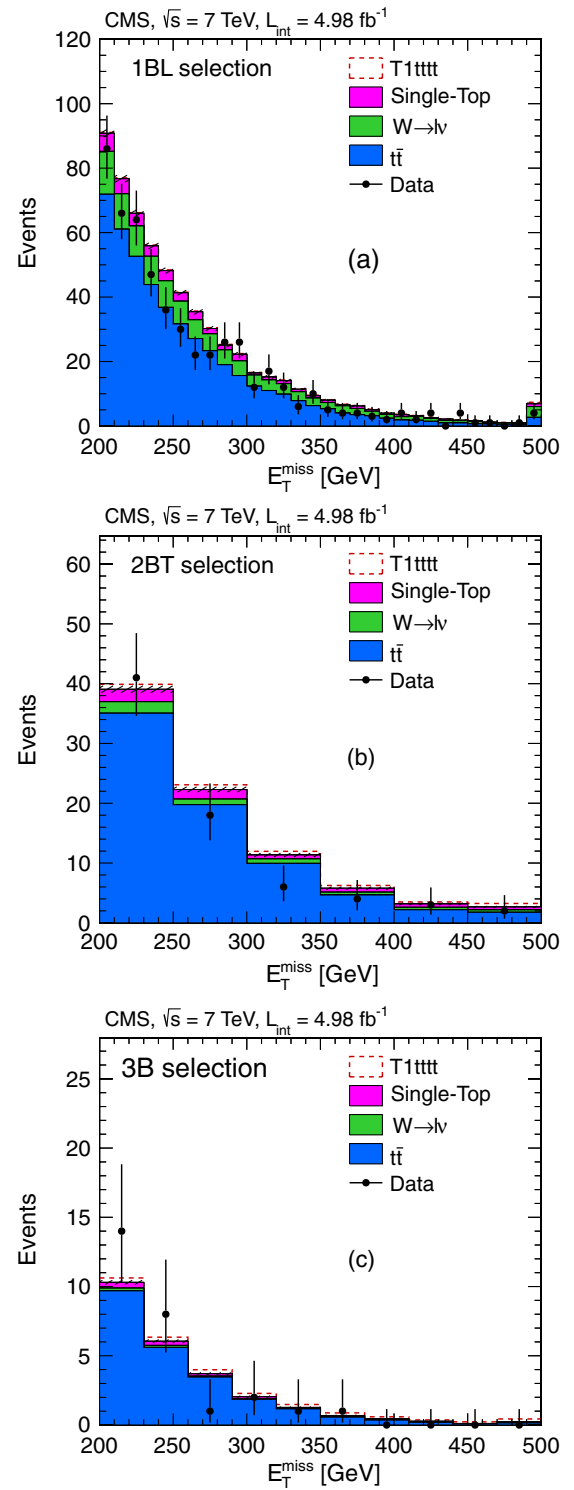 CMS, √s = 7 TeV, L_int = 4.98 fb⁻¹
120
1BL selection
T1tttt
Single-Top
W→lν
tt̄
Data
100
80
60
40
20
0
Events
(a)
200 250 300 350 400 450 500
E_T^miss [GeV]
CMS, √s = 7 TeV, L_int = 4.98 fb⁻¹
2BT selection
T1tttt
Single-Top
W→lν
tt̄
Data
60
50
40
30
20
10
0
Events
(b)
200 250 300 350 400 450 500
E_T^miss [GeV]
CMS, √s = 7 TeV, L_int = 4.98 fb⁻¹
3B selection
T1tttt
Single-Top
W→lν
tt̄
Data
25
20
15
10
5
0
Events
(c)
200 250 300 350 400 450 500
E_T^miss [GeV]